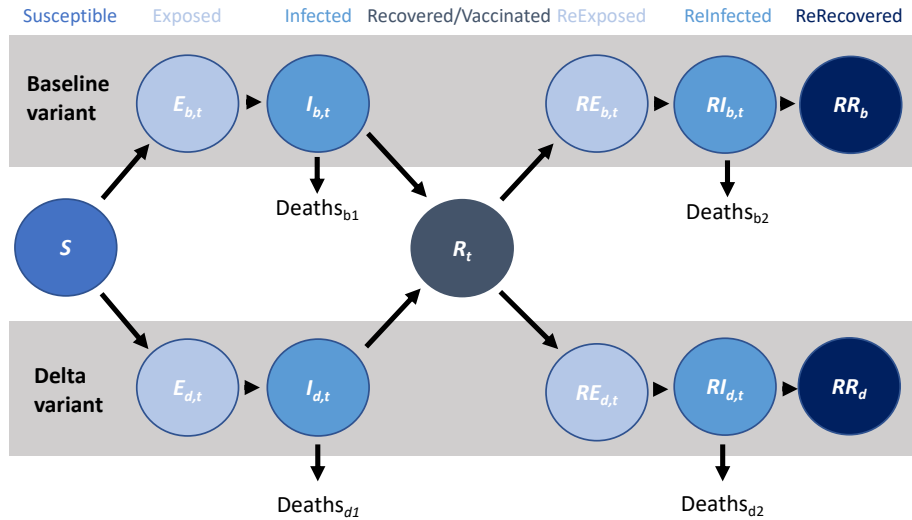 Susceptible Exposed Infected Recovered/Vaccinated ReExposed ReInfected ReRecovered
Baseline
variant
E_{b,t} I_{b,t} RE_{b,t} RI_{b,t} RR_b
Deaths_{b1} Deaths_{b2}
S R_t
Delta
variant
E_{d,t} I_{d,t} RE_{d,t} RI_{d,t} RR_d
Deaths_{d1} Deaths_{d2}